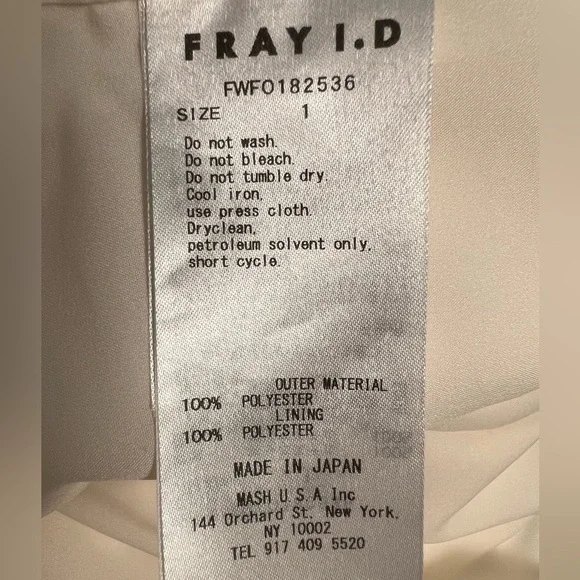 FRAY I.D
FWFO182536
SIZE 1
Do not wash.
Do not bleach.
Do not tumble dry.
Cool iron,
use press cloth.
Dryclean,
petroleum solvent only,
short cycle.
OUTER MATERIAL
100% POLYESTER
LINING
100% POLYESTER
MADE IN JAPAN
MASH U S A Inc
144 Orchard St. New York,
NY 10002
TEL 917 409 5520